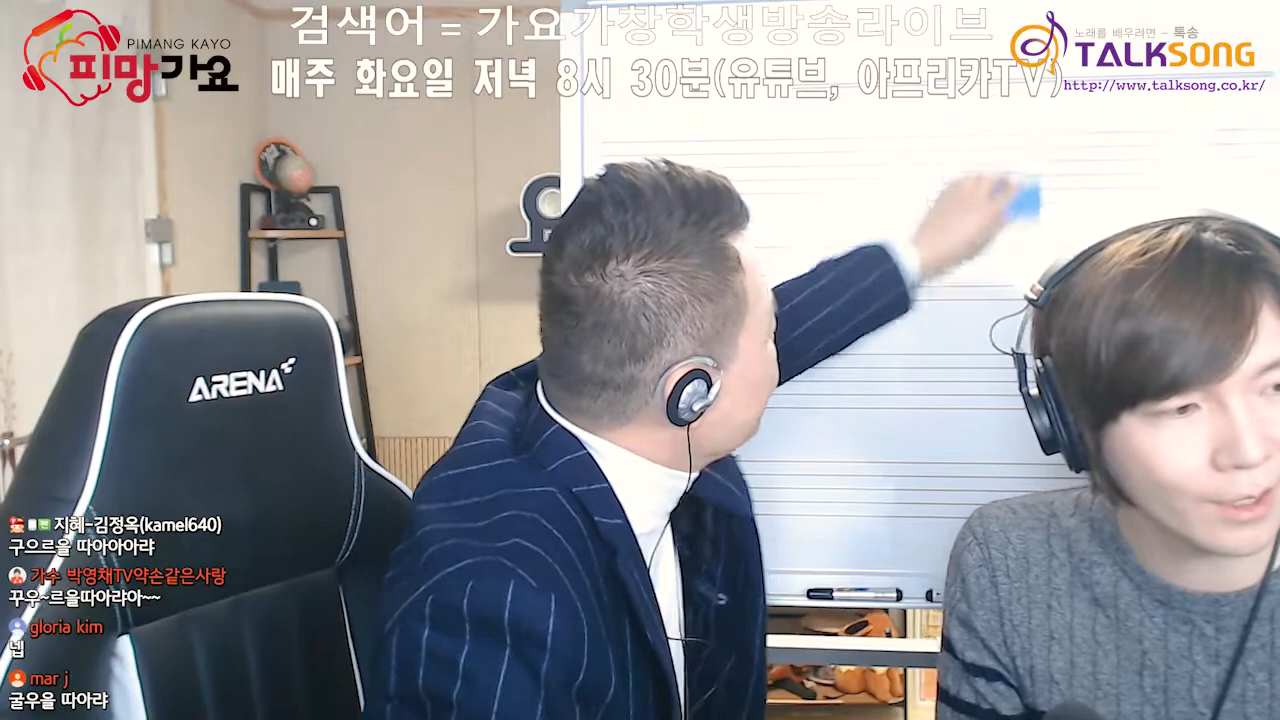 검색어 = 가요가창학생방송라이브
매주 화요일 저녁 8시 30분(유튜브, 아프리카TV)
PIMANG KAYO
피망가요
노래를 배우려면 - 톡송
TALKSONG
http://www.talksong.co.kr/
ARENA
지혜-김정옥(kamel640)
구으르을 따아아아랴
가수 박영채TV약손같은사랑
꾸우~르을따아랴아~~
gloria kim
넵
mar j
굴우을 따아랴